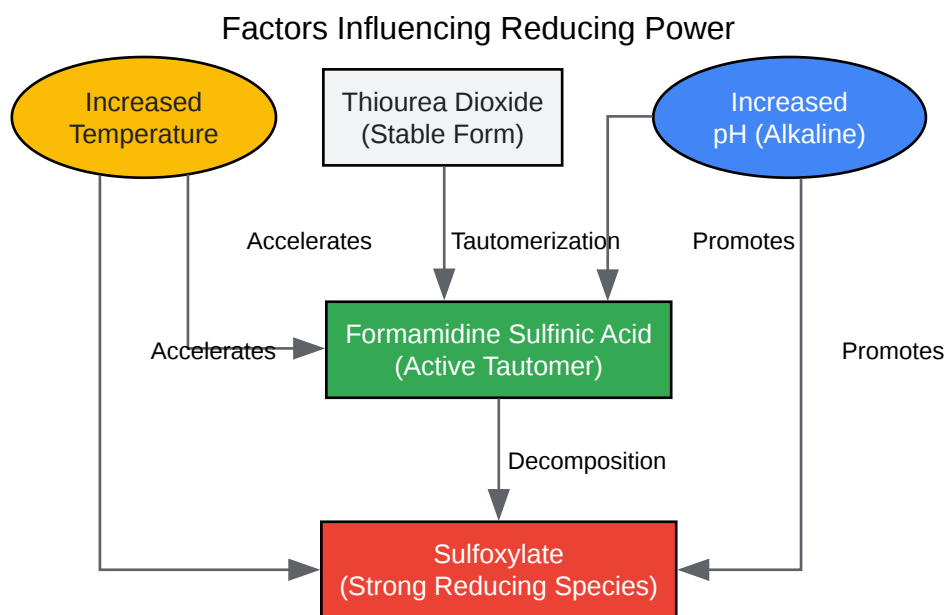 Factors Influencing Reducing Power
Increased
Temperature
Thiourea Dioxide
(Stable Form)
Increased
pH (Alkaline)
Accelerates
Tautomerization
Promotes
Formamidine Sulfinic Acid
(Active Tautomer)
Accelerates
Promotes
Decomposition
Sulfoxylate
(Strong Reducing Species)